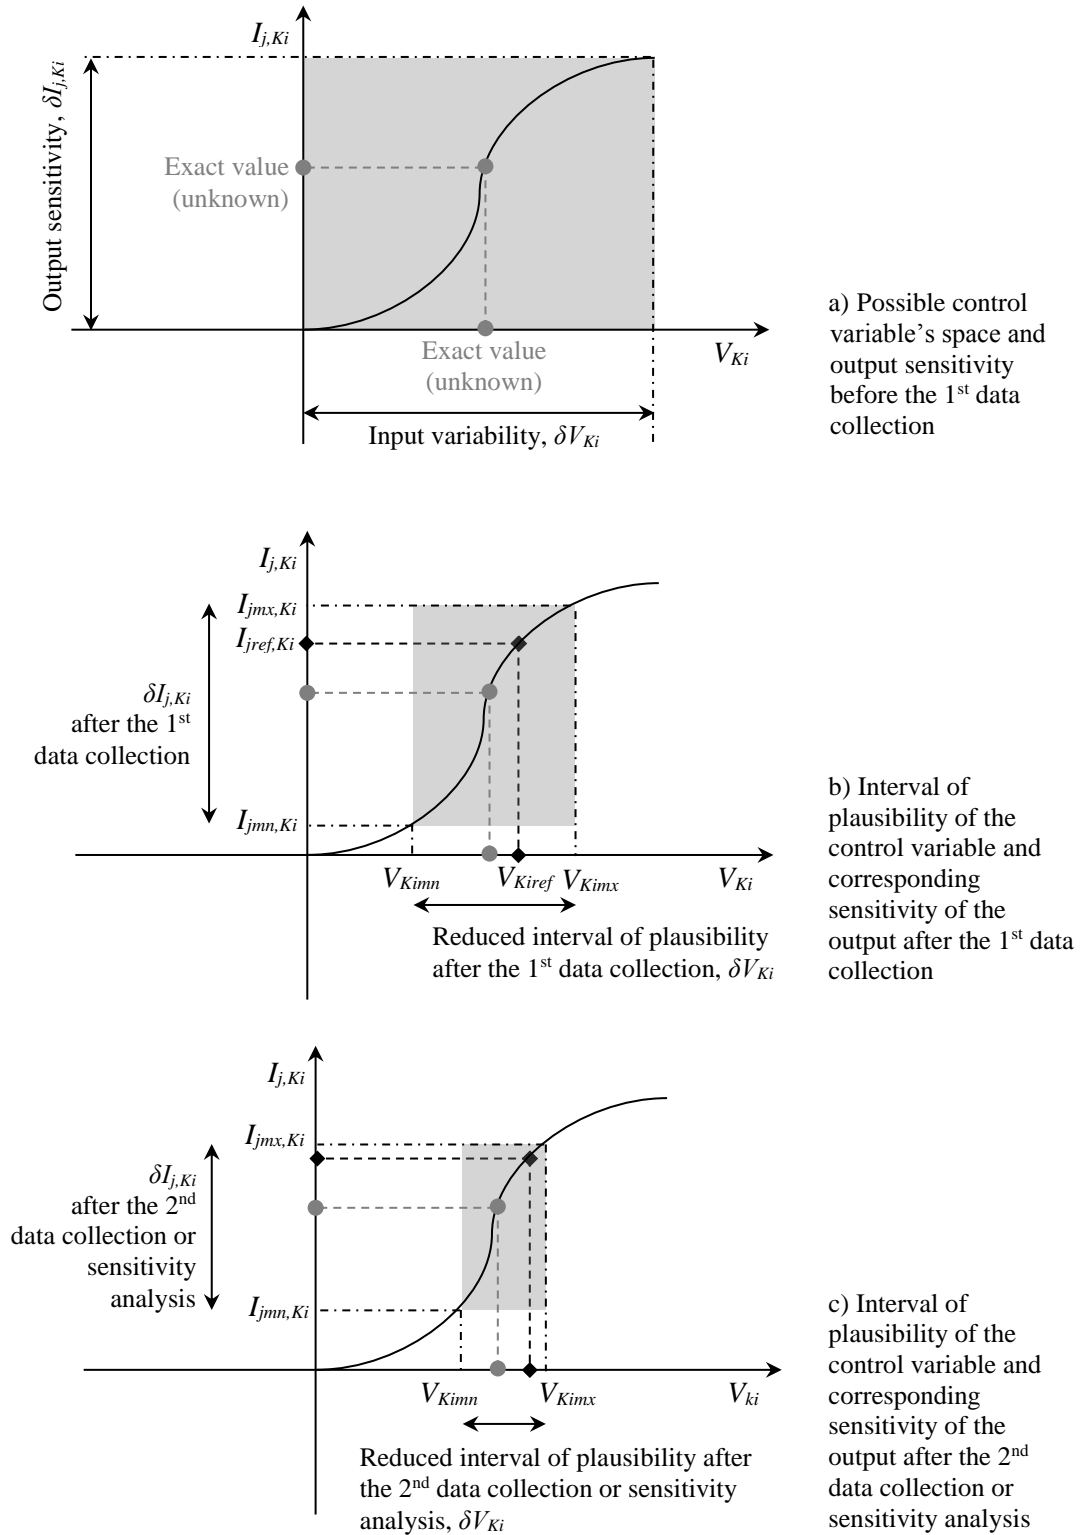 I_{j,Ki}
Output sensitivity, δI_{j,Ki}
Exact value
(unknown)
Exact value
(unknown)
V_{Ki}
Input variability, δV_{Ki}
a) Possible control
variable’s space and
output sensitivity
before the 1st data
collection
I_{j,Ki}
I_{jmx,Ki}
I_{jref,Ki}
δI_{j,Ki}
after the 1st
data collection
I_{jmn,Ki}
V_{Kimn}
V_{Kiref}
V_{Kimx}
V_{Ki}
Reduced interval of plausibility
after the 1st data collection, δV_{Ki}
b) Interval of
plausibility of the
control variable and
corresponding
sensitivity of the
output after the 1st data
collection
I_{j,Ki}
I_{jmx,Ki}
δI_{j,Ki}
after the 2nd
data collection or
sensitivity
analysis
I_{jmn,Ki}
V_{Kimn}
V_{Kimx}
V_{ki}
Reduced interval of plausibility after
the 2nd data collection or sensitivity
analysis, δV_{Ki}
c) Interval of
plausibility of the
control variable and
corresponding
sensitivity of the
output after the 2nd
data collection or
sensitivity analysis